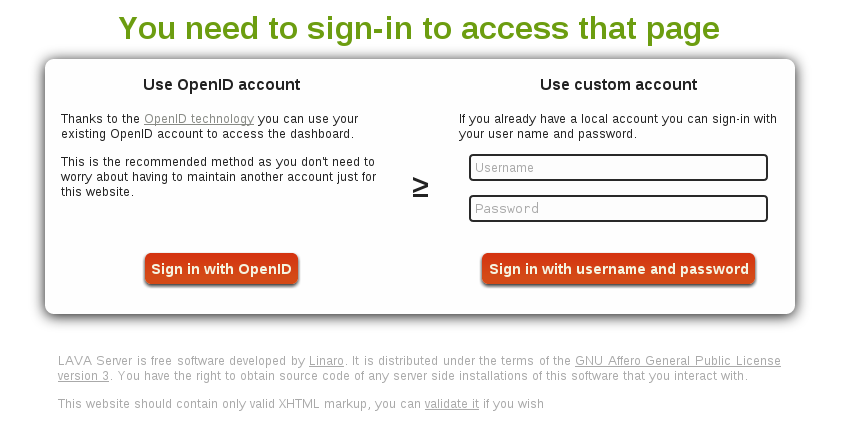 You need to sign-in to access that page
Use OpenID account
Thanks to the OpenID technology you can use your
existing OpenID account to access the dashboard.
This is the recommended method as you don't need to
worry about having to maintain another account just for
this website.
Sign in with OpenID
≥
Use custom account
If you already have a local account you can sign-in with
your user name and password.
Username
Password
Sign in with username and password
LAVA Server is free software developed by Linaro. It is distributed under the terms of the GNU Affero General Public License
version 3. You have the right to obtain source code of any server side installations of this software that you interact with.
This website should contain only valid XHTML markup, you can validate it if you wish